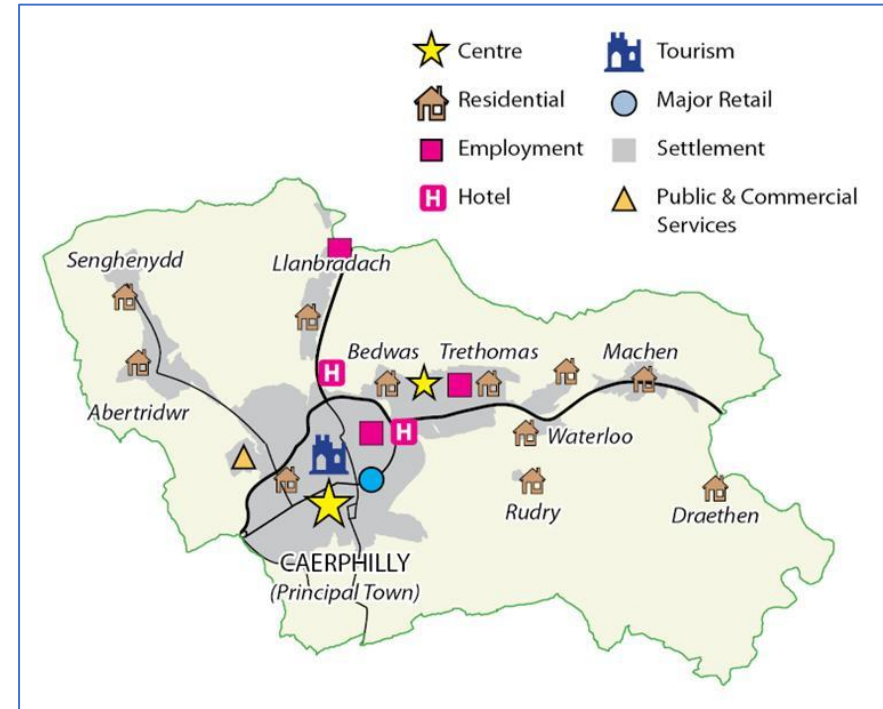 Centre
Tourism
Residential
Major Retail
Employment
Settlement
H
Hotel
Public & Commercial
Services
Senghenydd
Llanbradach
Bedwas
Trethomas
Machen
H
Abertridwr
H
Waterloo
Rudry
Draethen
CAERPHILLY
(Principal Town)